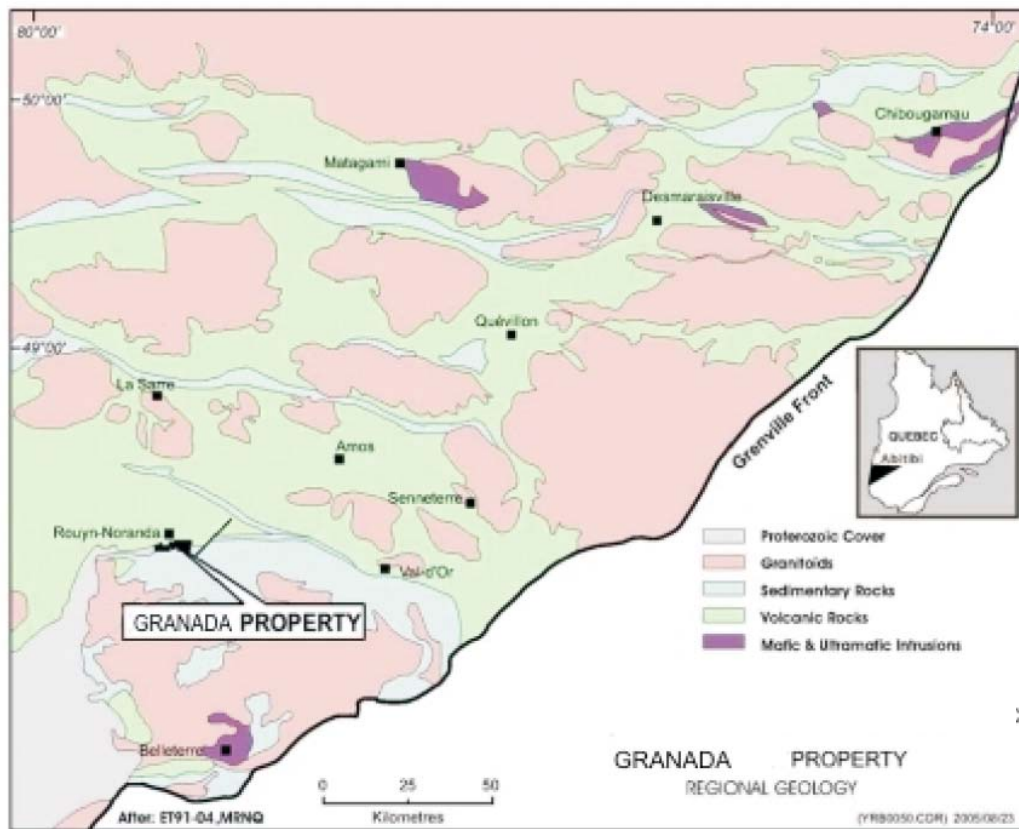 80°00'
74°00'
50°00'
Chibougamau
Matagami
Desmaraisville
Quévillon
49°00'
La Sarre
Grenville Front
QUEBEC
Abitibi
Amos
Senneterre
Rouyn-Noranda
Val-d'Or
GRANADA PROPERTY
Proterozoic Cover
Granitoids
Sedimentary Rocks
Volcanic Rocks
Mafic & Ultramatic Intrusions
Belleterre
GRANADA PROPERTY
REGIONAL GEOLOGY
0 25 50
Kilometres
After: ET91-04,MRNQ
(YRB0050.CDR) 2005/08/23